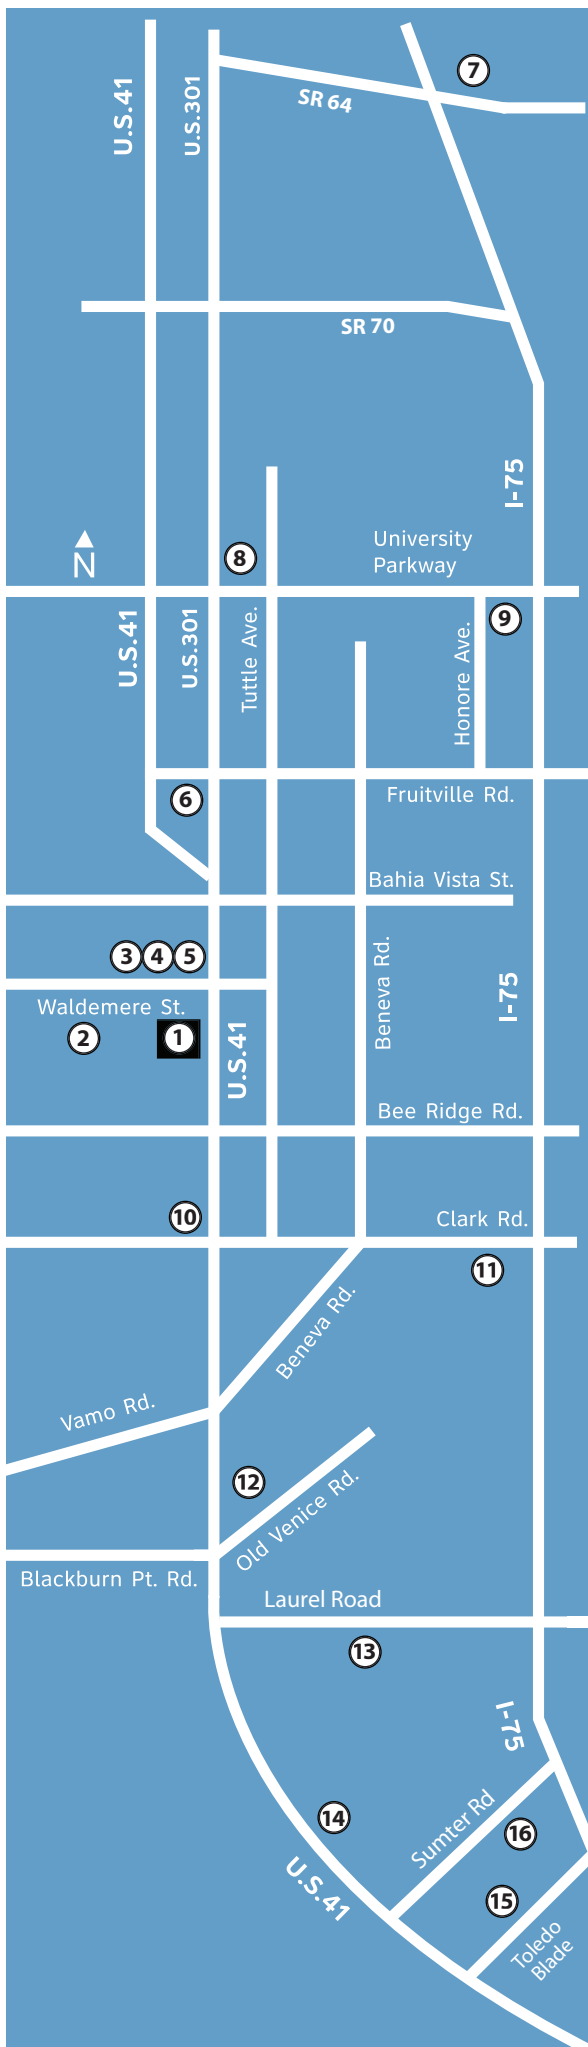 7
U.S.41
U.S.301
SR 64
SR 70
I-75
N
8
University
Parkway
U.S.41
U.S.301
Tuttle Ave.
9
Honore Ave.
6
Fruitville Rd.
Bahia Vista St.
3 4 5
Beneva Rd.
I-75
Waldemere St.
2
1
U.S.41
Bee Ridge Rd.
10
Clark Rd.
11
Beneva Rd.
Vamo Rd.
12
Old Venice Rd.
Blackburn Pt. Rd.
Laurel Road
13
I-75
14
Sumter Rd
16
U.S.41
15
Toledo
Blade